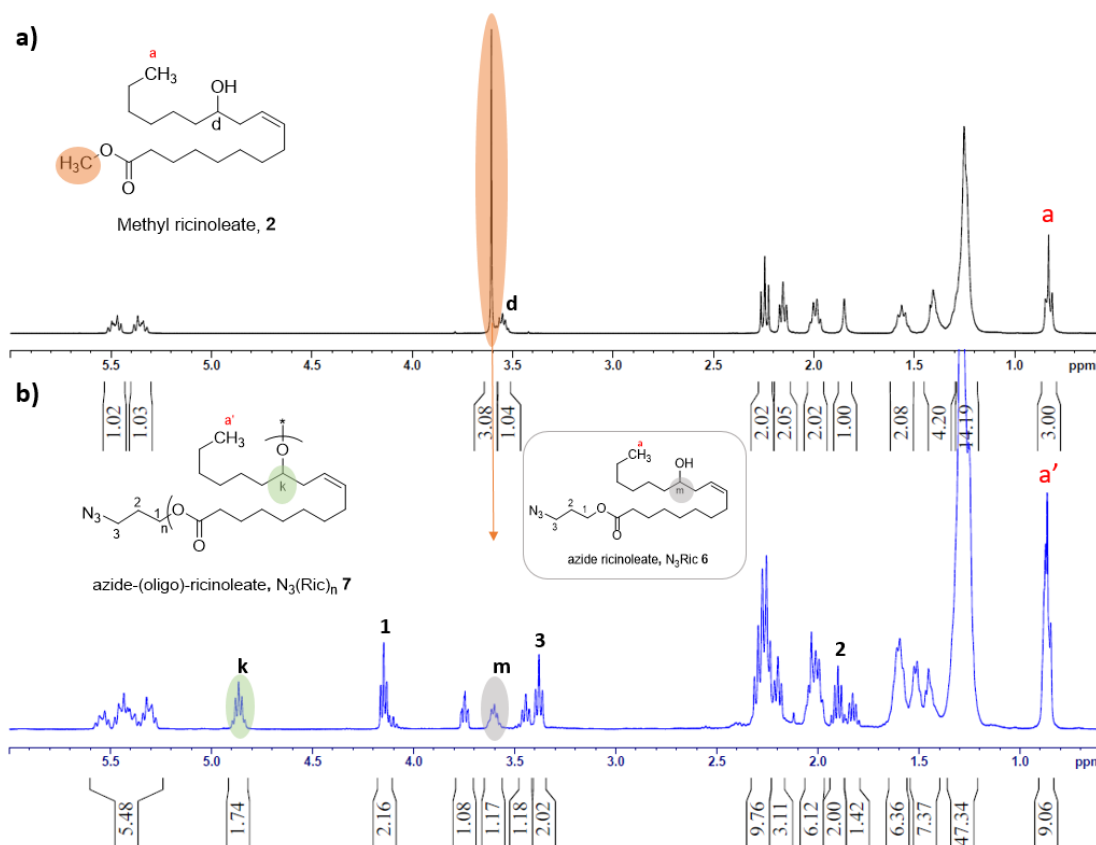 a)
a
CH3
OH
d
H3C
O
O
Methyl ricinoleate, 2
d
a
5.5 5.0 4.5 4.0 3.5 3.0 2.5 2.0 1.5 1.0 ppm
1.02 1.03 3.08 1.04 2.02 2.05 2.02 1.00 2.08 4.20 14.19 3.00
b)
a'
CH3
*
O
k
N3
3
2
1
n
O
O
azide-(oligo)-ricinoleate, N3(Ric)n 7
a
CH3
OH
m
N3
3
2
1
O
O
azide ricinoleate, N3Ric 6
a’
k
1
m
3
2
5.5 5.0 4.5 4.0 3.5 3.0 2.5 2.0 1.5 1.0 ppm
5.48 1.74 2.16 1.08 1.17 1.18 2.02 9.76 3.11 6.12 2.00 1.42 6.36 7.37 47.34 9.06